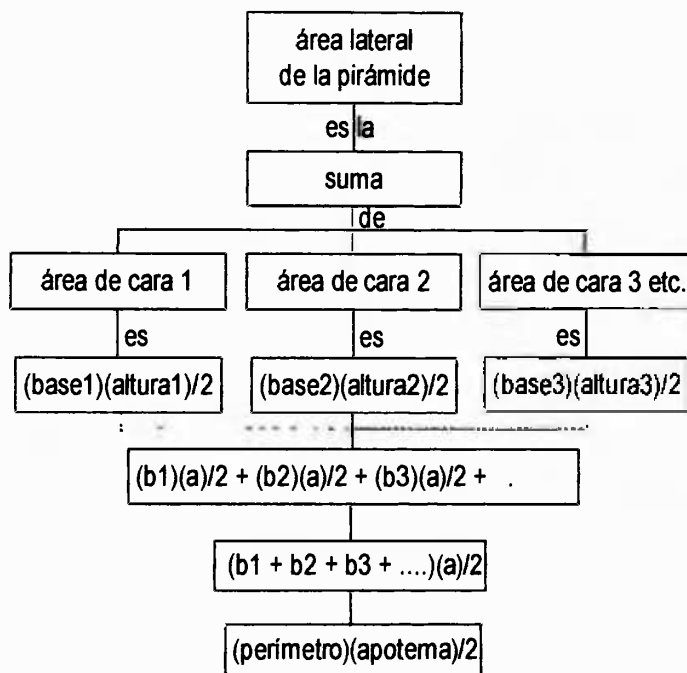 área lateral
de la pirámide
es la
suma
de
área de cara 1
área de cara 2
área de cara 3 etc.
es
es
es
(base1)(altura1)/2
(base2)(altura2)/2
(base3)(altura3)/2
(b1)(a)/2 + (b2)(a)/2 + (b3)(a)/2 + .
(b1 + b2 + b3 + ....)(a)/2
(perímetro)(apotema)/2